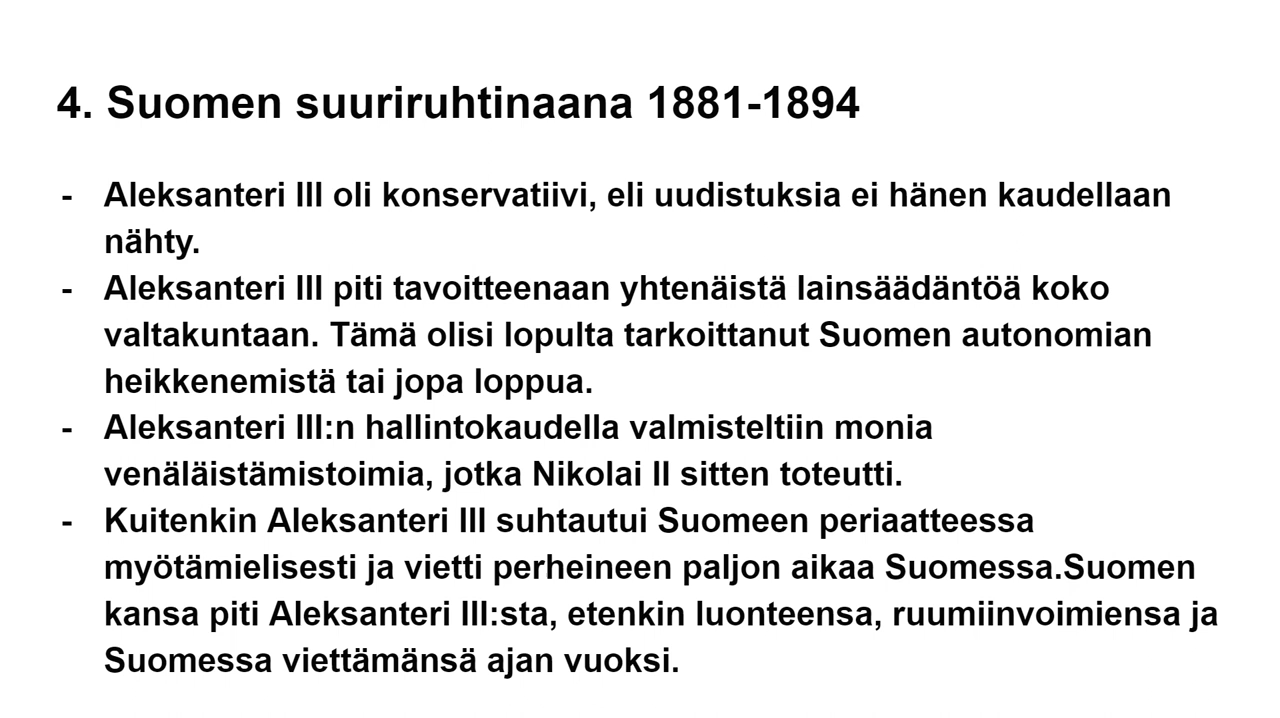 4. Suomen suuriruhtinaana 1881-1894
- Aleksanteri III oli konservatiivi, eli uudistuksia ei hänen kaudellaan
nähty.
- Aleksanteri III piti tavoitteenaan yhtenäistä lainsäädäntöä koko
valtakuntaan. Tämä olisi lopulta tarkoittanut Suomen autonomian
heikkenemistä tai jopa loppua.
- Aleksanteri III:n hallintokaudella valmisteltiin monia
venäläistämistoimia, jotka Nikolai II sitten toteutti.
- Kuitenkin Aleksanteri III suhtautui Suomeen periaatteessa
myötämielisesti ja vietti perheineen paljon aikaa Suomessa.Suomen
kansa piti Aleksanteri III:sta, etenkin luonteensa, ruumiinvoimiensa ja
Suomessa viettämänsä ajan vuoksi.